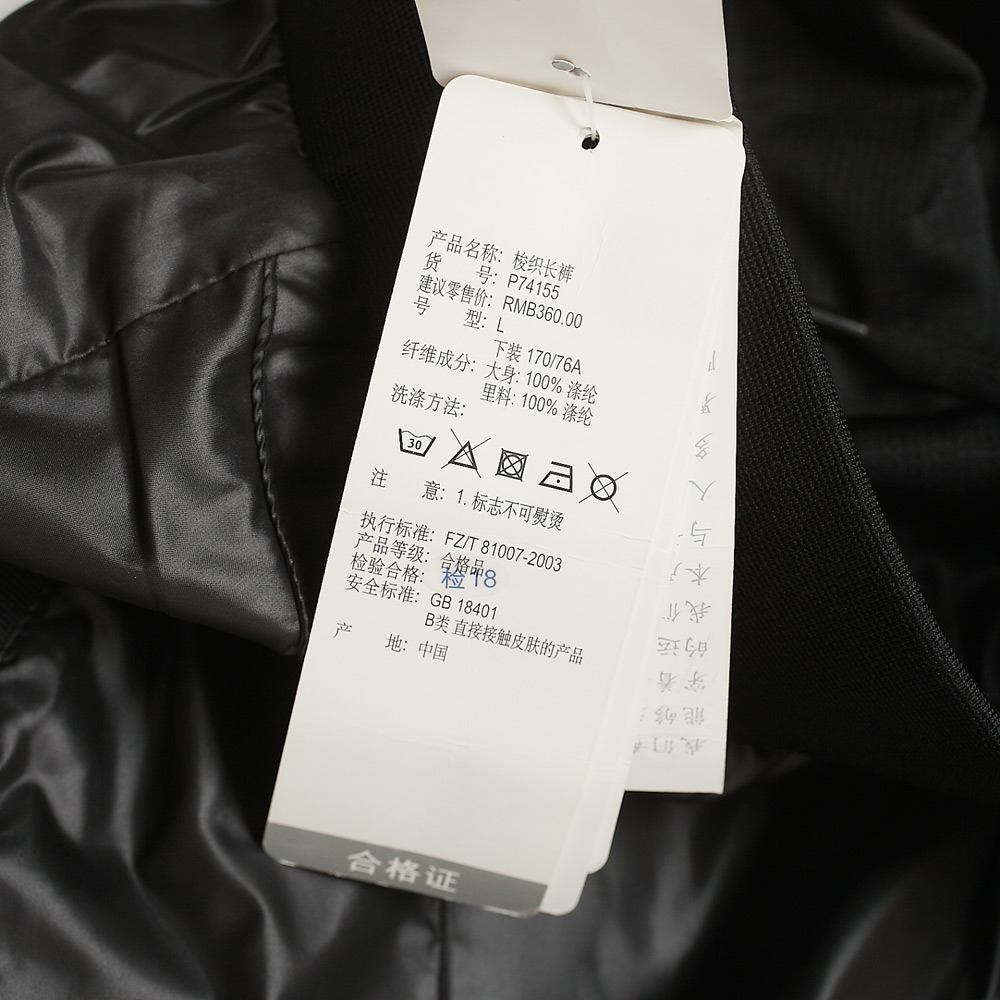 产品名称: 梭织长裤
货 号: P74155
建议零售价: RMB360.00
号 型: L
下装 170/76A
纤维成分: 大身: 100% 涤纶
里料: 100% 涤纶
洗涤方法:
30
注 意: 1. 标志不可熨烫
执行标准: FZ/T 81007-2003
产品等级: 合格品
检验合格: 检18
安全标准: GB 18401
B类 直接接触皮肤的产品
产 地: 中国
合格证